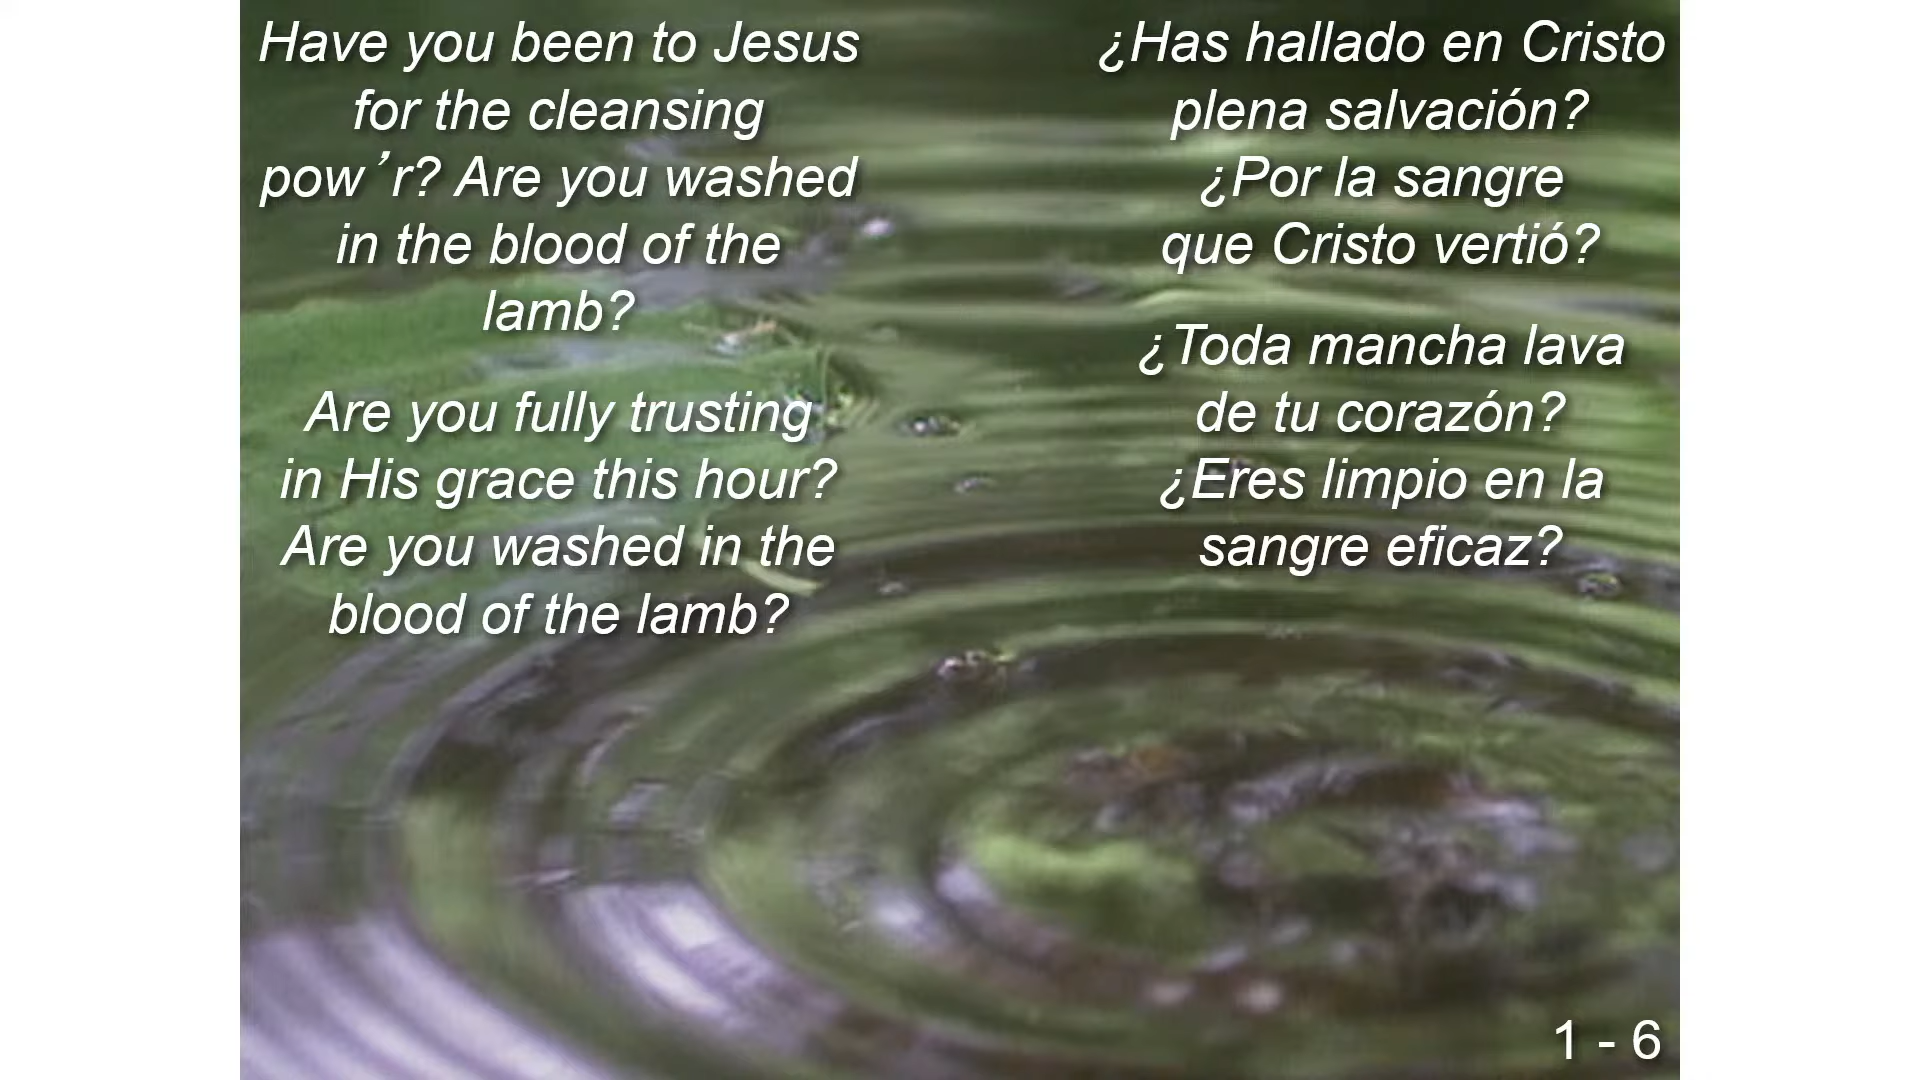 Have you been to Jesus
for the cleansing
pow’r? Are you washed
in the blood of the
lamb?
Are you fully trusting
in His grace this hour?
Are you washed in the
blood of the lamb?
¿Has hallado en Cristo
plena salvación?
¿Por la sangre
que Cristo vertió?
¿Toda mancha lava
de tu corazón?
¿Eres limpio en la
sangre eficaz?
1 - 6